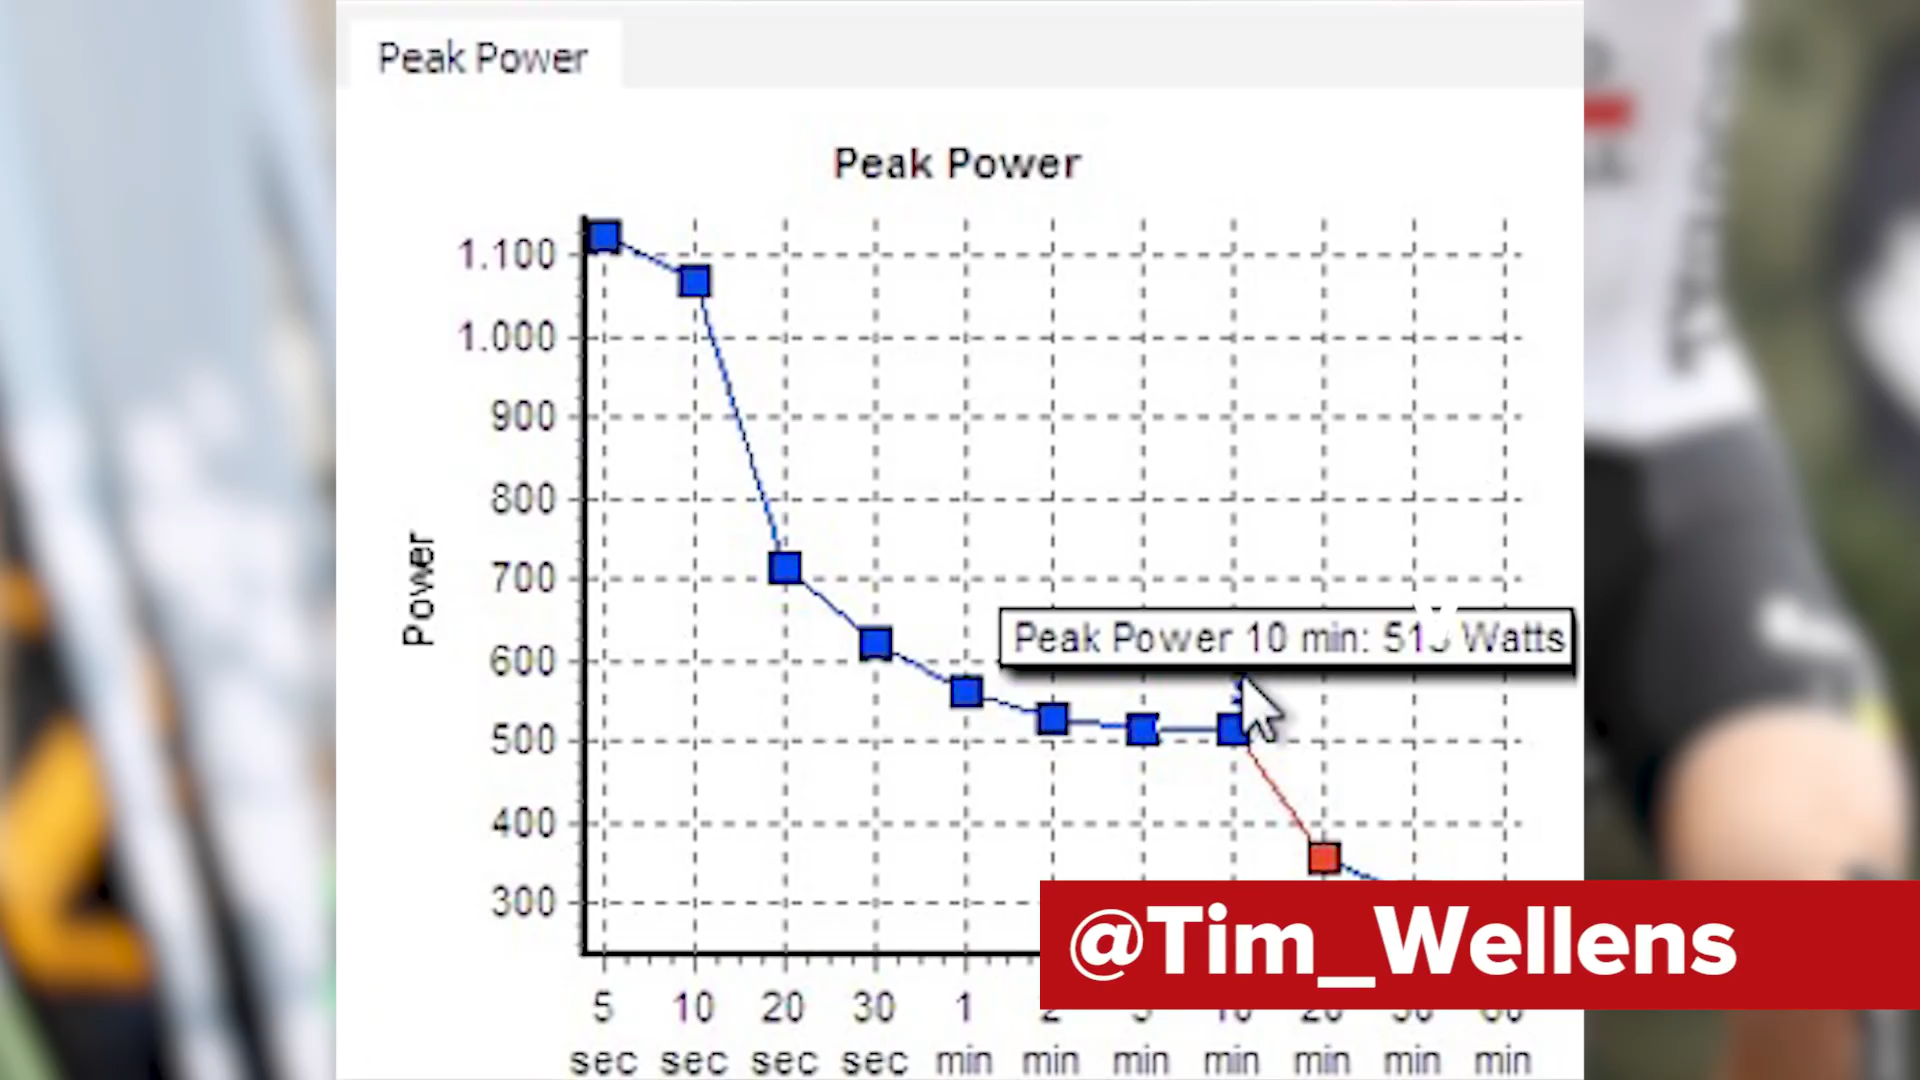 Peak Power
Peak Power
1.100
1.000
900
800
700
600
500
400
300
Power
Peak Power 10 min: Watts
@Tim_Wellens
5 10 20 30 1
sec sec sec sec min min min min min min min